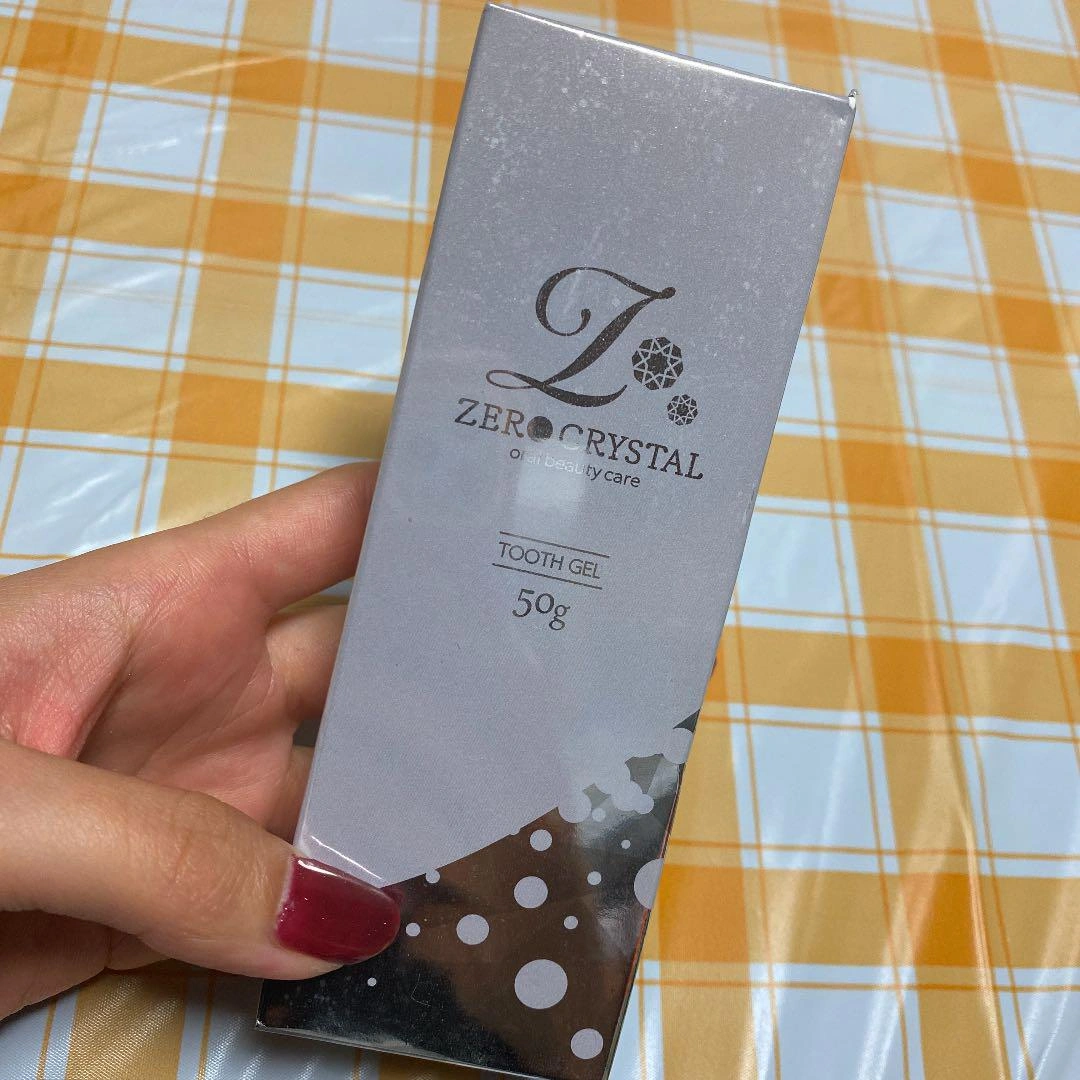 Z
ZERO CRYSTAL
oral beauty care
TOOTH GEL
50g